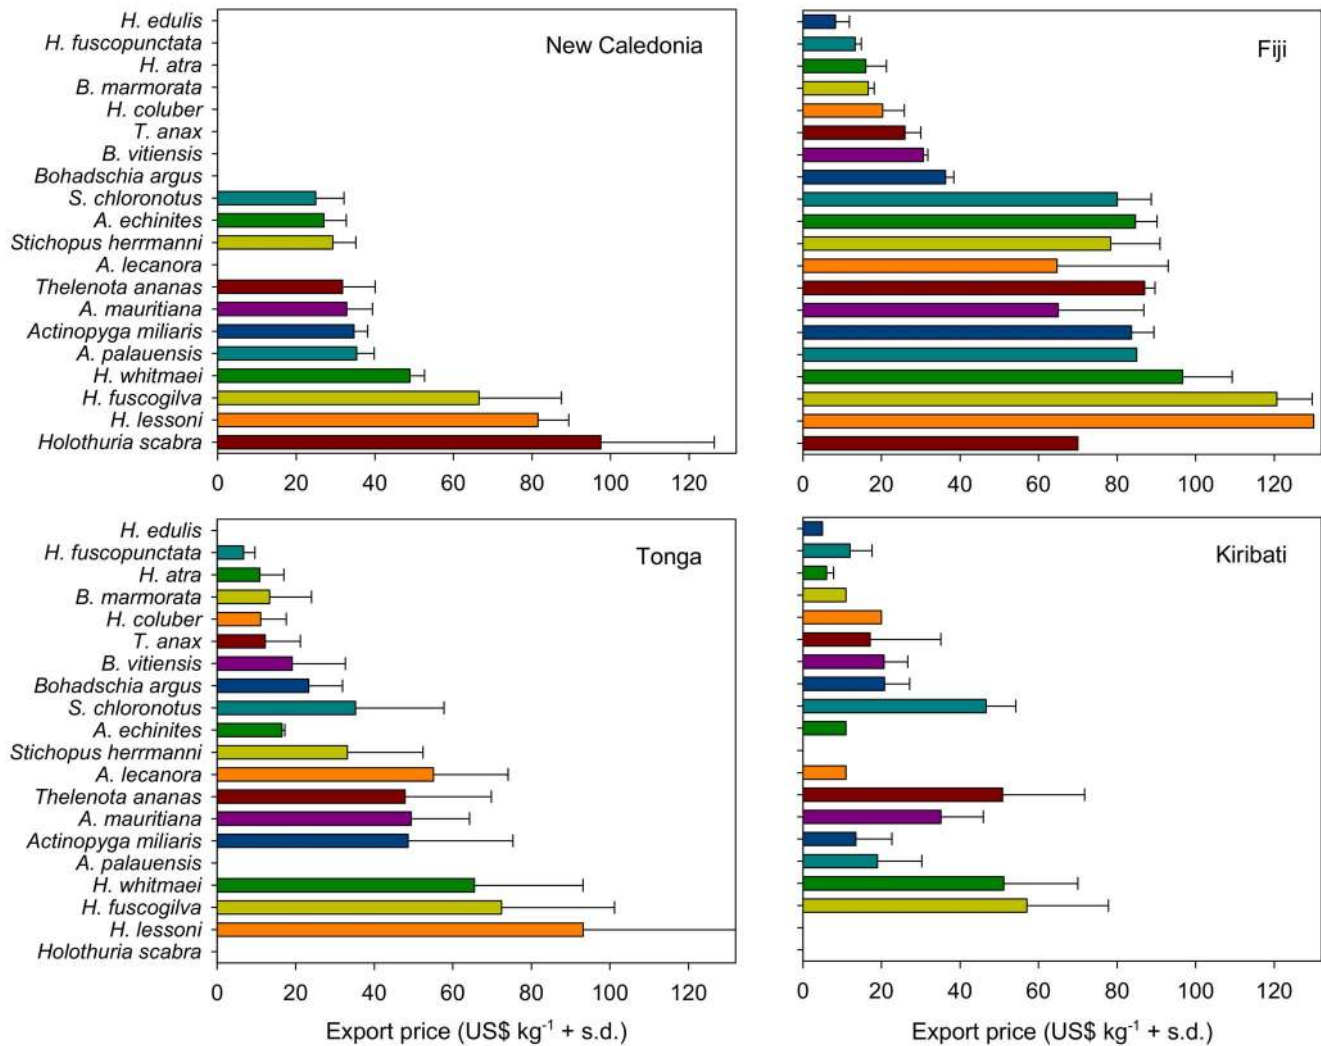 New Caledonia
H. edulis
H. fuscopunctata
H. atra
B. marmorata
H. coluber
T. anax
B. vitiensis
Bohadschia argus
S. chloronotus
A. echinites
Stichopus herrmanni
A. lecanora
Thelenota ananas
A. mauritiana
Actinopyga miliaris
A. palauensis
H. whitmaei
H. fuscogilva
H. lessoni
Holothuria scabra
0 20 40 60 80 100 120
Fiji
0 20 40 60 80 100 120
Tonga
H. edulis
H. fuscopunctata
H. atra
B. marmorata
H. coluber
T. anax
B. vitiensis
Bohadschia argus
S. chloronotus
A. echinites
Stichopus herrmanni
A. lecanora
Thelenota ananas
A. mauritiana
Actinopyga miliaris
A. palauensis
H. whitmaei
H. fuscogilva
H. lessoni
Holothuria scabra
0 20 40 60 80 100 120
Export price (US$ kg⁻¹ + s.d.)
Kiribati
0 20 40 60 80 100 120
Export price (US$ kg⁻¹ + s.d.)